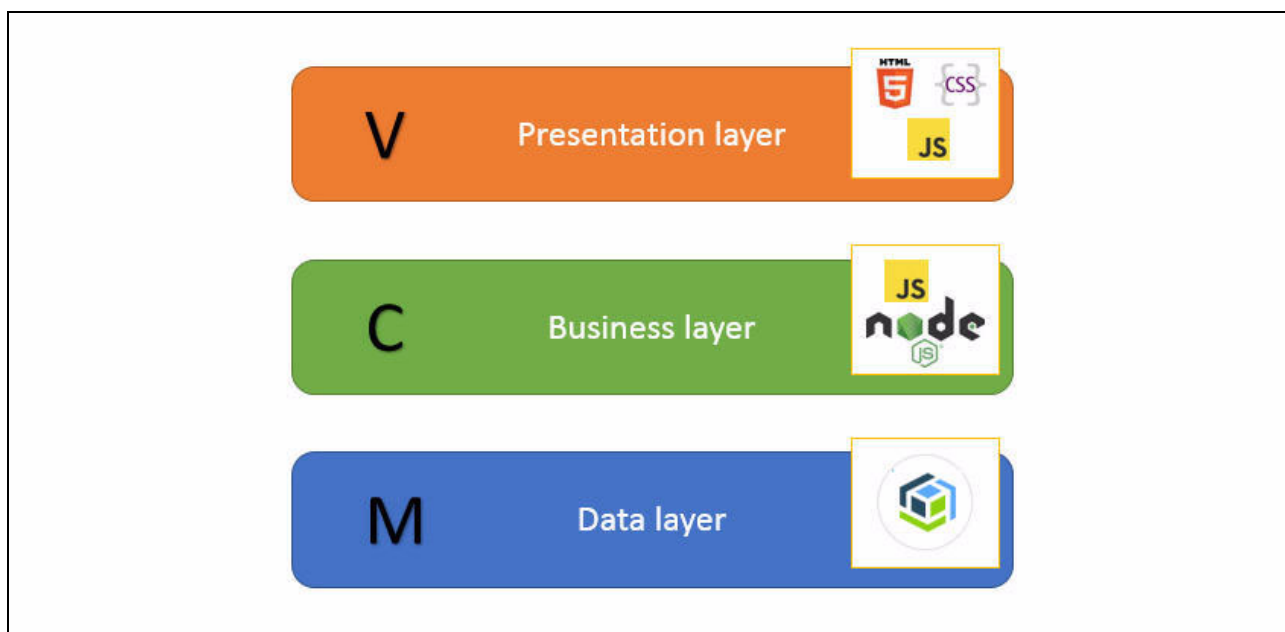 HTML
5
{CSS}
V
Presentation layer
JS
JS
C
Business layer
node
JS
M
Data layer